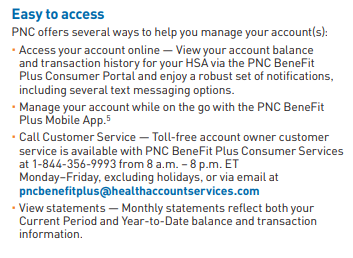 Easy to access
PNC offers several ways to help you manage your account(s):
• Access your account online — View your account balance
and transaction history for your HSA via the PNC BeneFit
Plus Consumer Portal and enjoy a robust set of notifications,
including several text messaging options.
• Manage your account while on the go with the PNC BeneFit
Plus Mobile App.⁵
• Call Customer Service — Toll-free account owner customer
service is available with PNC BeneFit Plus Consumer Services
at 1-844-356-9993 from 8 a.m. – 8 p.m. ET
Monday–Friday, excluding holidays, or via email at
pncbenefitplus@healthaccountservices.com
• View statements — Monthly statements reflect both your
Current Period and Year-to-Date balance and transaction
information.